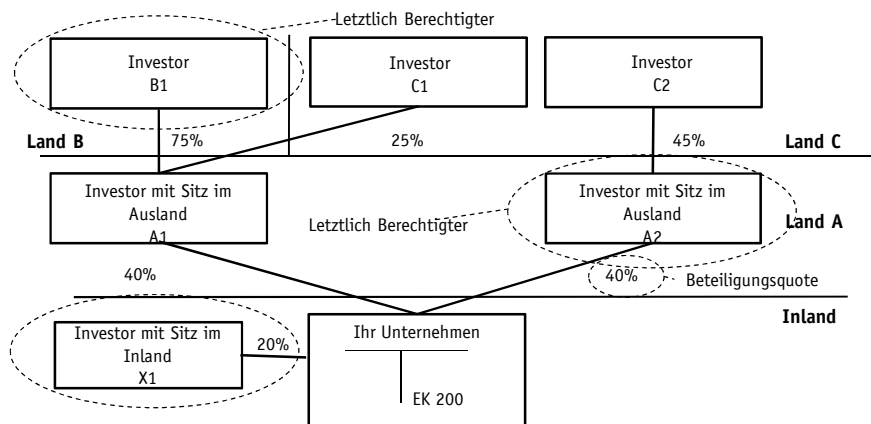 Letztlich Berechtigter
Investor
B1
Investor
C1
Investor
C2
Land B
75%
25%
45%
Land C
Investor mit Sitz im
Ausland
A1
Letztlich Berechtigter
Investor mit Sitz im
Ausland
A2
Land A
40%
40%
Beteiligungsquote
Inland
Investor mit Sitz im
Inland
X1
20%
Ihr Unternehmen
EK 200